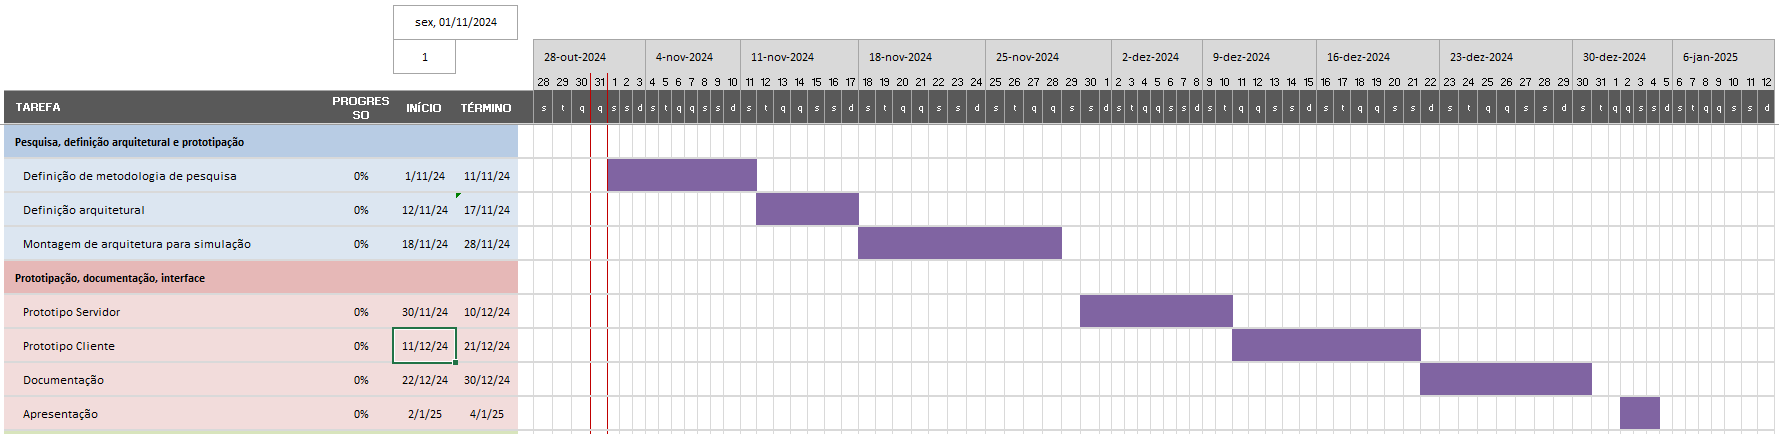 sex, 01/11/2024
1
28-out-2024 4-nov-2024 11-nov-2024 18-nov-2024 25-nov-2024 2-dez-2024 9-dez-2024 16-dez-2024 23-dez-2024 30-dez-2024 6-jan-2025
28 29 30 31 1 2 3 4 5 6 7 8 9 10 11 12 13 14 15 16 17 18 19 20 21 22 23 24 25 26 27 28 29 30 1 2 3 4 5 6 7 8 9 10 11 12 13 14 15 16 17 18 19 20 21 22 23 24 25 26 27 28 29 30 31 1 2 3 4 5 6 7 8 9 10 11 12
TAREFA PROGRES
SO INÍCIO TÉRMINO s t q q s s d s t q q s s d s t q q s s d s t q q s s d s t q q s s d s t q q s s d s t q q s s d s t q q s s d s t q q s s d s t q q s s d s t q q s s d
Pesquisa, definição arquitetural e prototipação
Definição de metodologia de pesquisa 0% 1/11/24 11/11/24
Definição arquitetural 0% 12/11/24 17/11/24
Montagem de arquitetura para simulação 0% 18/11/24 28/11/24
Prototipação, documentação, interface
Prototipo Servidor 0% 30/11/24 10/12/24
Prototipo Cliente 0% 11/12/24 21/12/24
Documentação 0% 22/12/24 30/12/24
Apresentação 0% 2/1/25 4/1/25